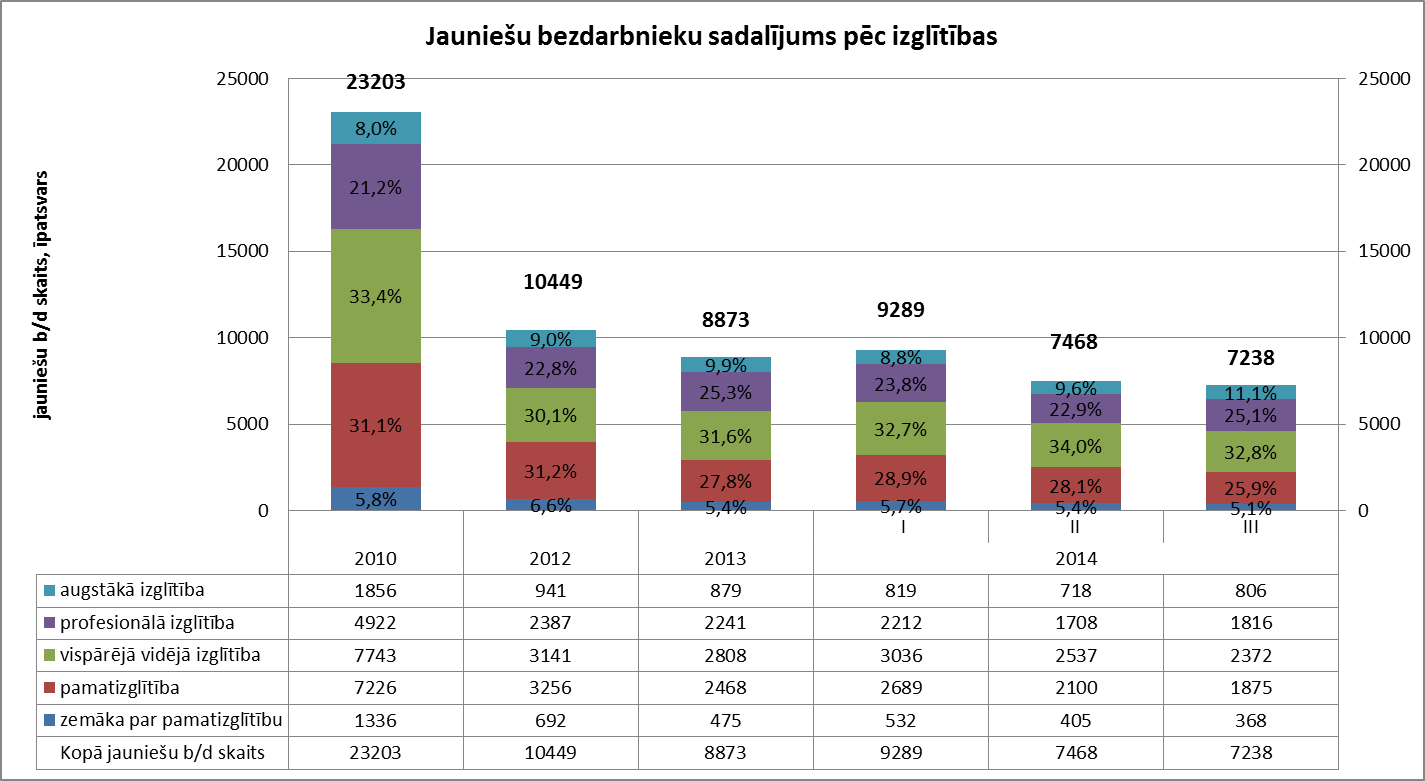 Jauniešu bezdarbnieku sadalījums pēc izglītības
jauniešu b/d skaits, īpatsvars
25000 23203 25000
8,0%
20000 21,2% 20000
15000 33,4% 15000
10449 8873 9289 7468 7238
10000 9,0% 9,9% 8,8% 9,6% 11,1% 10000
22,8% 25,3% 23,8% 22,9% 25,1%
5000 31,1% 30,1% 31,6% 32,7% 34,0% 32,8% 5000
31,2% 27,8% 28,9% 28,1% 25,9%
0 5,8% 6,6% 5,4% 5,7% 5,4% 5,1% 0
I II III
2010 2012 2013 2014
augstākā izglītība 1856 941 879 819 718 806
profesionālā izglītība 4922 2387 2241 2212 1708 1816
vispārējā vidējā izglītība 7743 3141 2808 3036 2537 2372
pamatizglītība 7226 3256 2468 2689 2100 1875
zemāka par pamatizglītību 1336 692 475 532 405 368
Kopā jauniešu b/d skaits 23203 10449 8873 9289 7468 7238